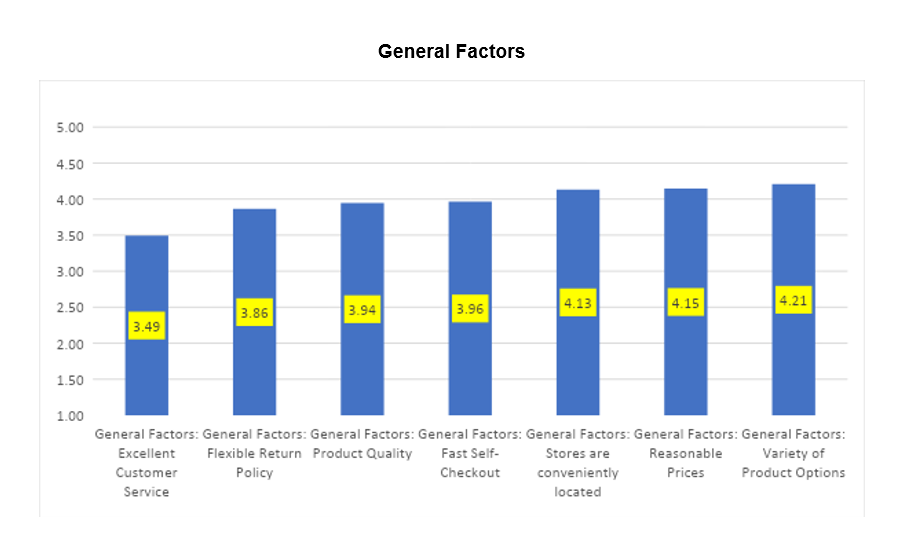 General Factors
5.00
4.50
4.00
3.50
3.00
2.50
2.00
1.50
1.00
3.49
3.86
3.94
3.96
4.13
4.15
4.21
General Factors:
Excellent
Customer
Service
General Factors:
Flexible Return
Policy
General Factors:
Product Quality
General Factors:
Fast Self-
Checkout
General Factors:
Stores are
conveniently
located
General Factors:
Reasonable
Prices
General Factors:
Variety of
Product Options